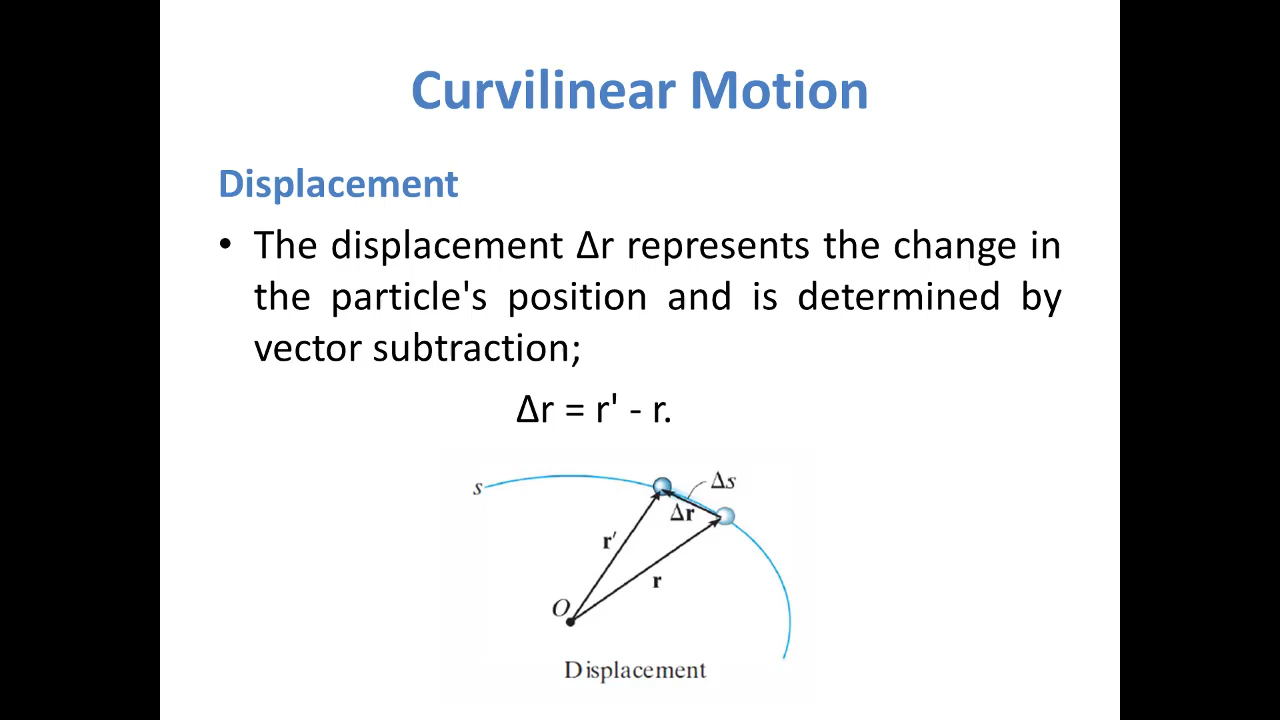 Curvilinear Motion
Displacement
• The displacement Δr represents the change in
the particle's position and is determined by
vector subtraction;
Δr = r' - r.
s
Δs
Δr
r′
r
O
Displacement